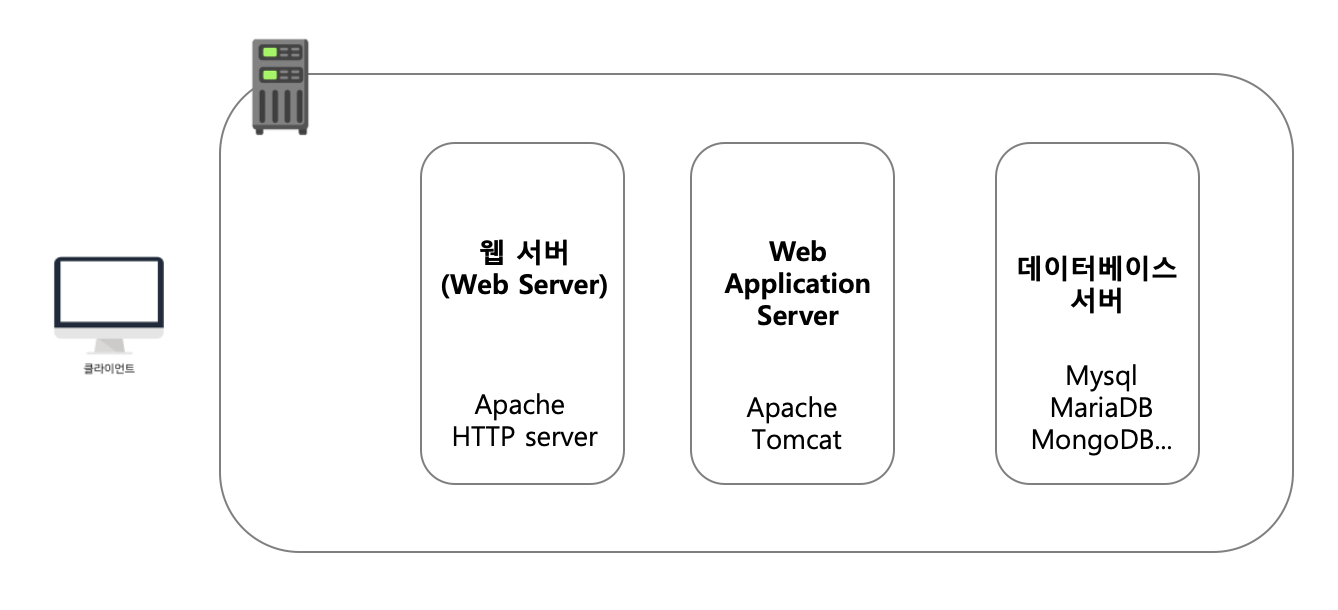 클라이언트
웹 서버
(Web Server)
Apache
HTTP server
Web
Application
Server
Apache
Tomcat
데이터베이스
서버
Mysql
MariaDB
MongoDB...